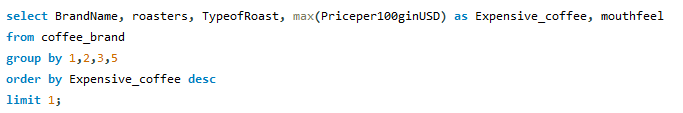 select BrandName, roasters, TypeofRoast, max(Priceper100ginUSD) as Expensive_coffee, mouthfeel
from coffee_brand
group by 1,2,3,5
order by Expensive_coffee desc
limit 1;